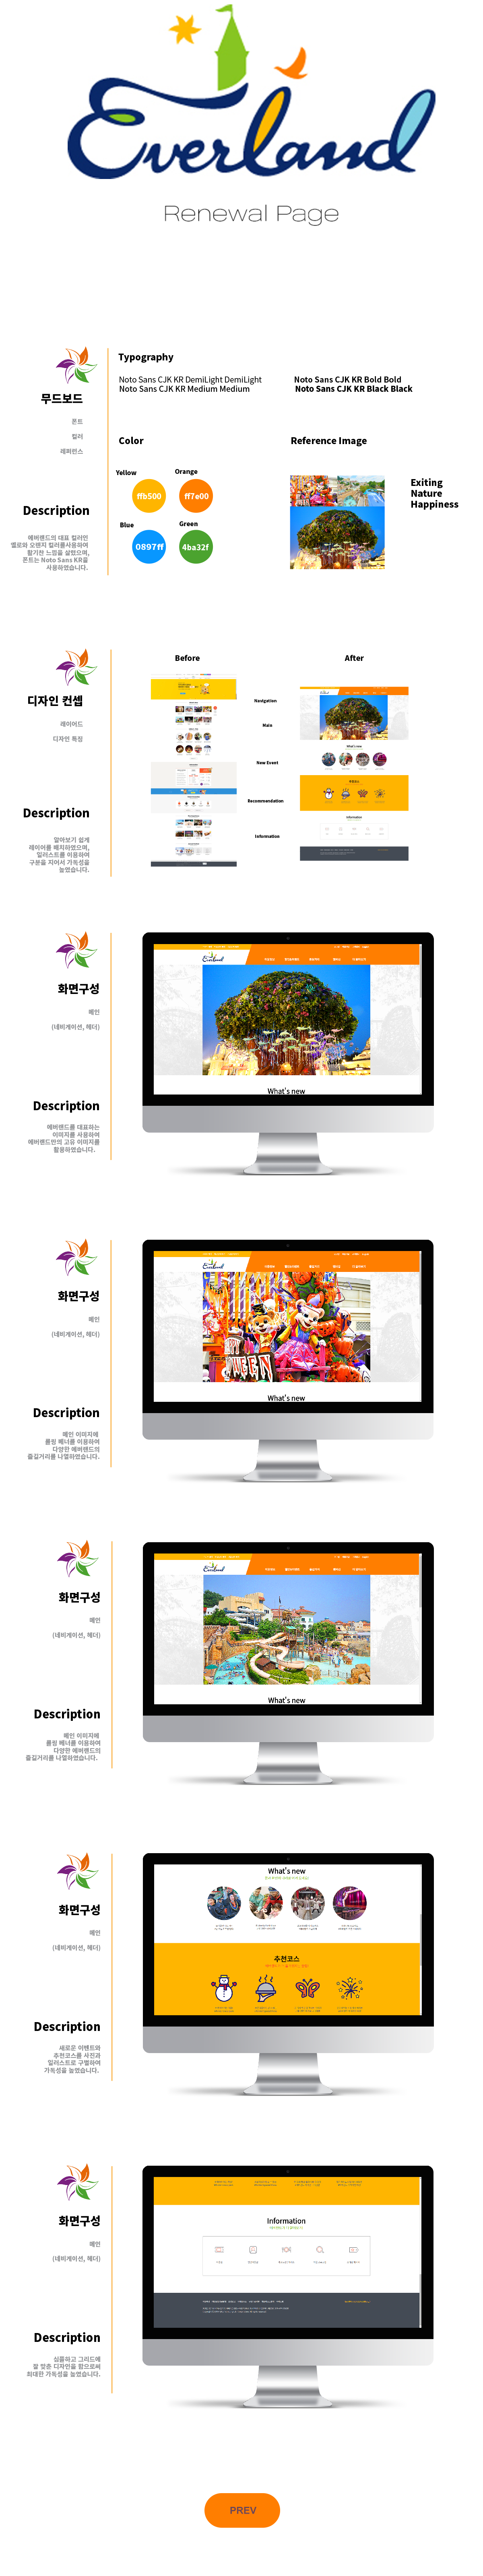 Everland
Renewal Page
무드보드
폰트
컬러
레퍼런스
Description
에버랜드의 대표 컬러인
옐로와 오렌지 컬러를사용하여
활기찬 느낌을 살렸으며,
폰트는 Noto Sans KR을
사용하였습니다.
Typography
Noto Sans CJK KR DemiLight DemiLight
Noto Sans CJK KR Medium Medium
Noto Sans CJK KR Bold Bold
Noto Sans CJK KR Black Black
Color
Yellow
ffb500
Orange
ff7e00
Blue
0897ff
Green
4ba32f
Reference Image
Exiting
Nature
Happiness
디자인 컨셉
레이어드
디자인 특징
Description
알아보기 쉽게
레이어를 배치하였으며,
일러스트를 이용하여
구분을 지어서 가독성을
높였습니다.
Before
After
Navigation
Main
New Event
Recommendation
Information
What's new
추천코스
Information
화면구성
메인
(네비게이션, 헤더)
Description
에버랜드를 대표하는
이미지를 사용하여
에버랜드만의 고유 이미지를
활용하였습니다.
Everland
What's new
화면구성
메인
(네비게이션, 헤더)
Description
메인 이미지에
롤링 배너를 이용하여
다양한 에버랜드의
즐길거리를 나열하였습니다.
Everland
What's new
화면구성
메인
(네비게이션, 헤더)
Description
메인 이미지에
롤링 배너를 이용하여
다양한 에버랜드의
즐길거리를 나열하였습니다.
Everland
What's new
화면구성
메인
(네비게이션, 헤더)
Description
새로운 이벤트와
추천코스를 사진과
일러스트로 구별하여
가독성을 높였습니다.
What's new
추천코스
화면구성
메인
(네비게이션, 헤더)
Description
심플하고 그리드에
잘 맞춘 디자인을 함으로써
최대한 가독성을 높였습니다.
Information
PREV